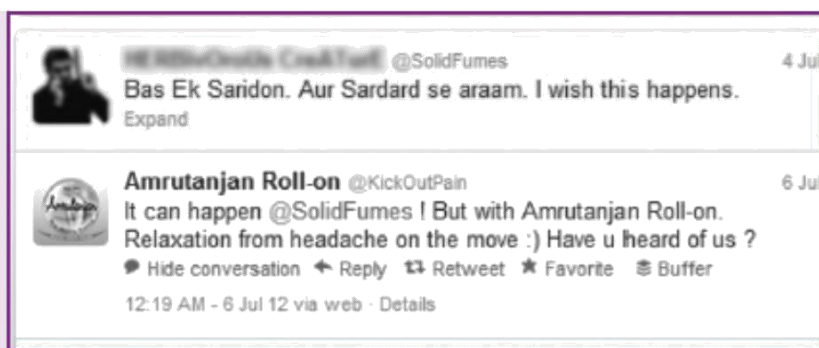 @SolidFumes 4 Jul
Bas Ek Saridon. Aur Sardard se araam. I wish this happens.
Expand
Amrutanjan Roll-on @KickOutPain 6 Jul
It can happen @SolidFumes ! But with Amrutanjan Roll-on.
Relaxation from headache on the move :) Have u heard of us ?
Hide conversation Reply Retweet Favorite Buffer
12:19 AM - 6 Jul 12 via web · Details